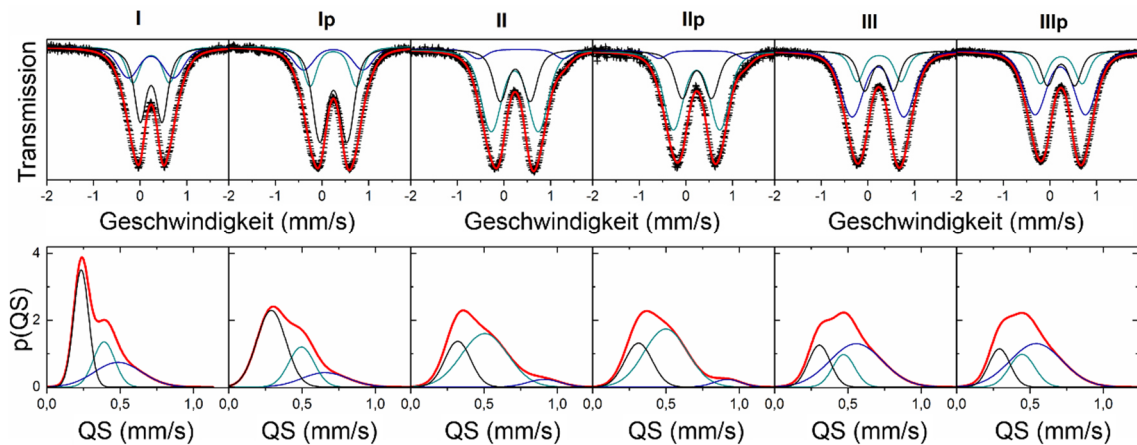 I Ip II IIp III IIIp
Transmission
-2 -1 0 1 -2 -1 0 1 -2 -1 0 1 -2 -1 0 1 -2 -1 0 1 -2 -1 0 1
Geschwindigkeit (mm/s) Geschwindigkeit (mm/s) Geschwindigkeit (mm/s)
4
p(QS)
2
0
0,0 0,5 1,0 0,0 0,5 1,0 0,0 0,5 1,0 0,0 0,5 1,0 0,0 0,5 1,0 0,0 0,5 1,0
QS (mm/s) QS (mm/s) QS (mm/s) QS (mm/s) QS (mm/s) QS (mm/s)